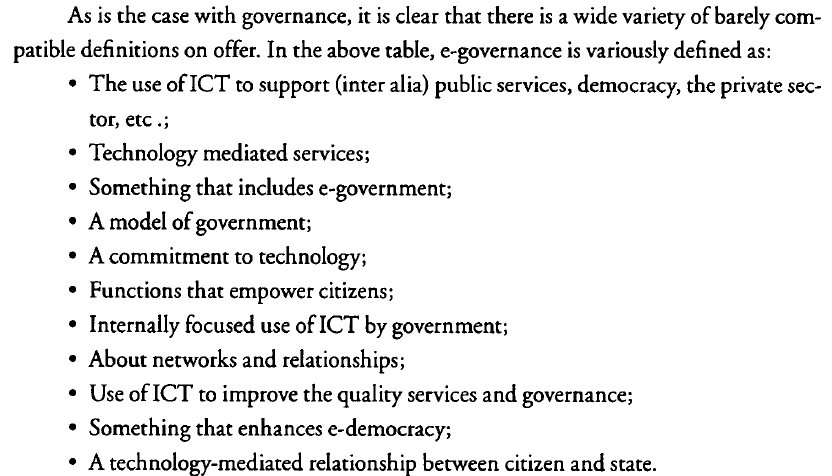 As is the case with governance, it is clear that there is a wide variety of barely com-
patible definitions on offer. In the above table, e-governance is variously defined as:
• The use of ICT to support (inter alia) public services, democracy, the private sec-
tor, etc .;
• Technology mediated services;
• Something that includes e-government;
• A model of government;
• A commitment to technology;
• Functions that empower citizens;
• Internally focused use of ICT by government;
• About networks and relationships;
• Use of ICT to improve the quality services and governance;
• Something that enhances e-democracy;
• A technology-mediated relationship between citizen and state.